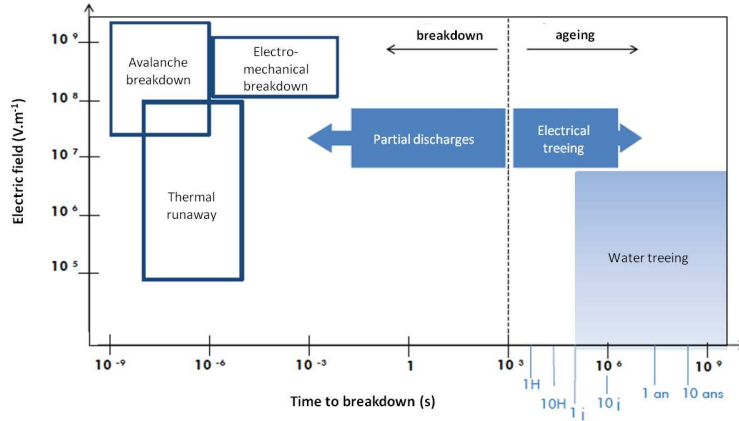 Electric field (V.m⁻¹)
10 ⁹
10 ⁸
10 ⁷
10 ⁶
10 ⁵
Avalanche
breakdown
Electro-
mechanical
breakdown
Thermal
runaway
breakdown
ageing
Partial discharges
Electrical
treeing
Water treeing
10 ⁻⁹
10 ⁻⁶
10 ⁻³
1
10 ³
10 ⁶
10 ⁹
1H
10H
1 j
10 j
1 an
10 ans
Time to breakdown (s)